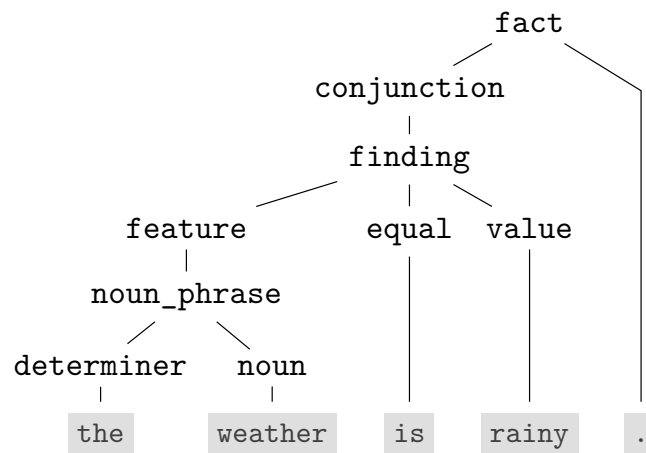 fact
conjunction
finding
feature equal value
noun_phrase
determiner noun
the weather is rainy .